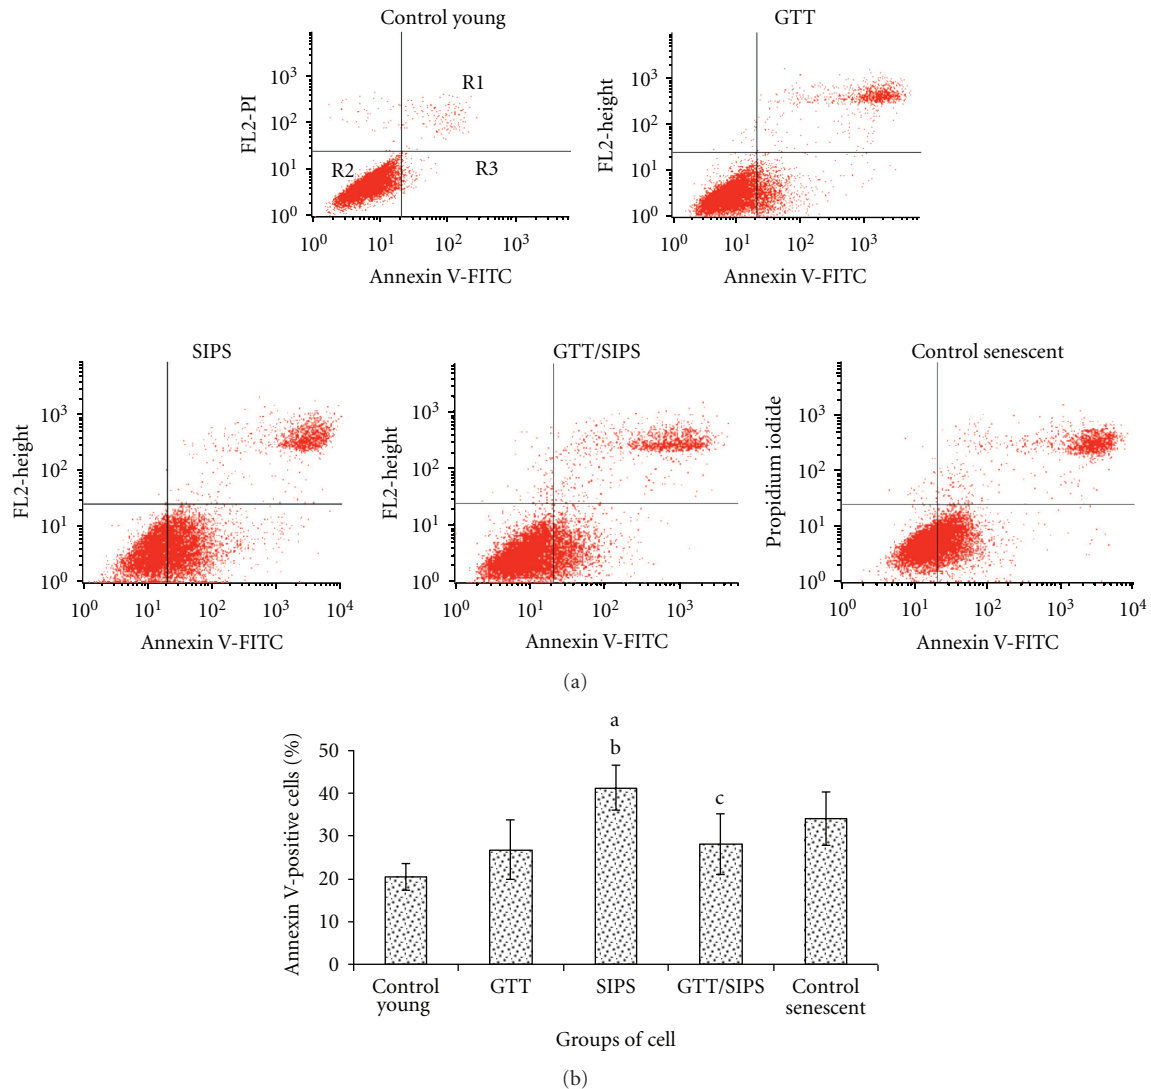 Control young
FL2-PI
10³
10²
10¹
10⁰
R1
R2
R3
10⁰ 10¹ 10² 10³
Annexin V-FITC
GTT
FL2-height
10³
10²
10¹
10⁰
10⁰ 10¹ 10² 10³
Annexin V-FITC
SIPS
FL2-height
10³
10²
10¹
10⁰
10⁰ 10¹ 10² 10³ 10⁴
Annexin V-FITC
GTT/SIPS
FL2-height
10³
10²
10¹
10⁰
10⁰ 10¹ 10² 10³
Annexin V-FITC
Control senescent
Propidium iodide
10³
10²
10¹
10⁰
10⁰ 10¹ 10² 10³ 10⁴
Annexin V-FITC
(a)
Annexin V-positive cells (%)
50
40
30
20
10
0
a
b
c
Control young
GTT
SIPS
GTT/SIPS
Control senescent
Groups of cell
(b)